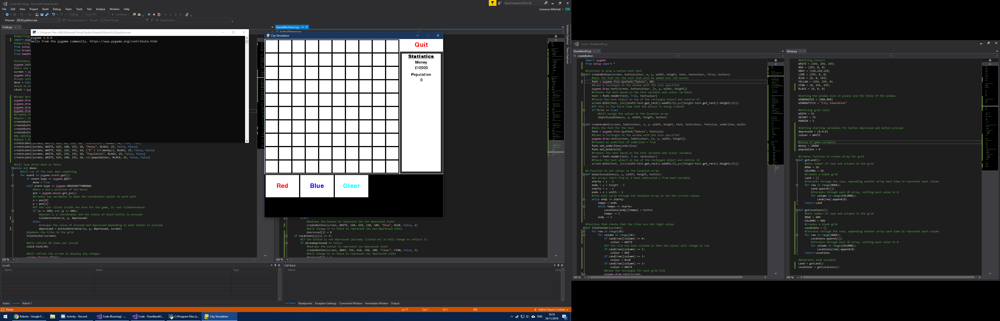 Code (Running) - Microsoft Visual Studio
Quick Launch (Ctrl+Q)
File Edit View Project Build Debug Team Tools Test Analyze Window Help
Cameron Mitchell CM
Debug Any CPU Continue
Process: [N/A] python.exe Lifecycle Events Thread: [1] MainThread Stack Frame:
Code.py
C:\Program Files (x86)\Microsoft Visual Studio\Shared\Python36_64\python.exe
pygame 1.9.6
Hello from the pygame community. https://www.pygame.org/contribute.html
#Importing
import pyga
#Importing
from Setup
from DrawBa
from GameMe
#Initiates
pygame.init
#Sets the s
screen = py
pygame.disp
#Loops unti
done = Fals
#Used to ma
clock = pyg
#Draws bord
pygame.draw
pygame.draw
pygame.draw
pygame.draw
#Creates th
#Space | Bu
createButto
createButto
createButto
createButto
#By editing
#Space | Ba
createLabel(screen, WHITE, 625, 65, 155, 30, "Statistics", BLACK, 30, True, True)
createLabel(screen, WHITE, 625, 100, 155, 10, "Money", BLACK, 25, False, False)
createLabel(screen, WHITE, 625, 125, 155, 10, ("£" + str(money)), BLACK, 25, False, False)
createLabel(screen, WHITE, 625, 155, 155, 10, "Population", BLACK, 25, False, False)
createLabel(screen, WHITE, 625, 180, 155, 10, str(population), BLACK, 25, False, False)
#Will loop while done is false
while not done:
#Will run if the user does something
for event in pygame.event.get():
if event.type == pygame.QUIT:
done = True
elif event.type == pygame.MOUSEBUTTONDOWN:
#Gets x and y position of the mouse
pos = pygame.mouse.get_pos()
#Creates two variables to make the coordinates easier to work with
x = pos[0]
y = pos[1]
#If the user clicks inside the area for the game, it runs tileDeterminer
if (x <= 600) and (y <= 600):
#passes x, y coordinates and the status of which button is pressed
tileDeterminer(x, y, depressed)
else:
#changes the value of pressed and depressed depending on what button is pressed
depressed = buttonDeterminer(x, y, depressed, screen)
#Updates the tiles in the grid
tileChecker(screen)
#Will refresh 60 times per second
clock.tick(60)
#Will refresh the screen to display any changes
pygame.display.flip()
100 %
GameMechanics.py
buttonDeterminer
City Simulation
Quit
Statistics
Money
£10000
Population
0
Red Blue Clear
else:
#Redraws the button to represent its non depressed state
createButton(screen, WHITE, 160, 610, 150, 100, "Blue", BLUE, False, 2)
#Will change it to false to represent its non-depressed state
depressed[1] = 0
if Locations[y][x] == 3:
#If the button is not depressed (already clicked on) it will change to reflect it
if alreadypressed == False:
#Redraws the button to represent its depressed state
createButton(screen, GRAY, 315, 610, 150, 100, "Clear", CYAN, False, 3)
#Will change it to false to represent its depressed state
depressed[2] = 1
100 %
Solution Explorer
Team Explorer
Locals
Name Value Type
Autos Locals Watch 1
Call Stack
Name Lang
Call Stack Breakpoints Exception Settings Command Window Immediate Window Output
Ready Ln 71 Col 1 Ch 1 INS Add to Source Control
Roboto - Google F... Activity - Discord Code (Running) - ... Code - DrawBandO... C:\Program Files (x... City Simulation
ENG 16:16
24/11/2019 2
Code - DrawBandO.py
DrawBandO.py
createButton
import pygame
from Setup import *
#function to draw a button with text
def createButton(screen, buttoncolour, x, y, width, height, text, textcolour, first, button):
#Sets the font for the text that will be added over the button
font = pygame.font.SysFont("Roboto", 40)
#Draws a rectangle on the window with the size specified
pygame.draw.rect(screen, buttoncolour, [x, y, width, height])
#Creates the text based on the text variable and colour variable
text = font.render(text, True, textcolour)
#Places the text object on top of the rectangle object and centres it
screen.blit(text, (x+((width-text.get_rect().width)/2),y+((height-text.get_rect().height)/2)))
#If this is the first time that the button is being created
if first == True:
#Will assign the values to the location array
objectLocations(x, y, width, height, button)
def createLabel(screen, labelcolour, x, y, width, height, text, textcolour, fontsize, underline, bold):
#Sets the font for the text
font = pygame.font.SysFont("Roboto", fontsize)
#Draws a rectangle on the window with the size specified
pygame.draw.rect(screen, labelcolour, [x, y, width, height])
#Creates an underline if underline = True
font.set_underline(underline)
font.set_bold(bold)
#Creates the text based on the text variable and colour variable
text = font.render(text, True, textcolour)
#Places the text object on top of the rectangle object and centres it
screen.blit(text, (x+((width-text.get_rect().width)/2),y+((height-text.get_rect().height)/2)))
#A function to set values in the location array
def objectLocations(x, y, width, height, button):
#As arrays start from 0, I have subtracted 1 from each variable
starty = y - 1
endy = y + height - 1
startx = x - 1
endx = x + width - 1
#This will cycle through the location array to set the correct values
while endy >= starty:
tempx = endx
while tempx >= startx:
Locations[endy][tempx] = button
tempx -= 1
endy -= 1
#function that checks that the tiles are the right colour
def tileChecker(screen):
for row in range(10):
for column in range(10):
if Land[row][column] == 0:
colour = WHITE
#If the tile has been clicked on then the colour will change to red
if Land[row][column] == 1:
colour = RED
if Land[row][column] == 2:
colour = BLUE
if Land[row][column] == 3:
colour = WHITE
#Draws the rectangle for each grid tile
pygame.draw.rect(screen,
100 %
Setup.py
#Defining Colours
WHITE = (255, 255, 255)
RED = (255, 0, 0)
GRAY = (128,128,128)
LIME = (255, 0, 0)
BLUE = (0, 0, 255)
YELLOW = (255, 255, 0)
CYAN = (0, 255, 255)
BLACK = (0, 0, 0)
#Setting the window size in pixels and the title of the window
WINDOWSIZE = [800,800]
WINDOWTITLE = "City Simulation"
#Defining grid sizes
WIDTH = 55
HEIGHT = 55
MARGIN = 5
#Setting starting variables for button depressed and button pressed
depressed = [0,0,0]
colour = WHITE
#Setup of game variables
money = 10000
population = 0
#Creates function to create array for grid
def getLand():
#Sets number of rows and columns in the grid
ROWS = 10
COLUMNS = 10
#Creates a blank grid
Land = []
#Iterates through the rows, appending another array each time to represent each column
for row in range(ROWS):
Land.append([])
#Iterates through each 2D array, setting each value to 0
for column in range(COLUMNS):
Land[row].append(0)
return Land
def getLocations():
#Sets number of rows and columns in the grid
ROWS = 800
COLUMNS = 800
#Creates a blank grid
Locations = []
#Iterates through the rows, appending another array each time to represent each column
for row in range(ROWS):
Locations.append([])
#Iterates through each 2D array, setting each value to 0
for column in range(COLUMNS):
Locations[row].append(0)
return Locations
#Generates land variable
Land = getLand()
Locations = getLocations()
100 %